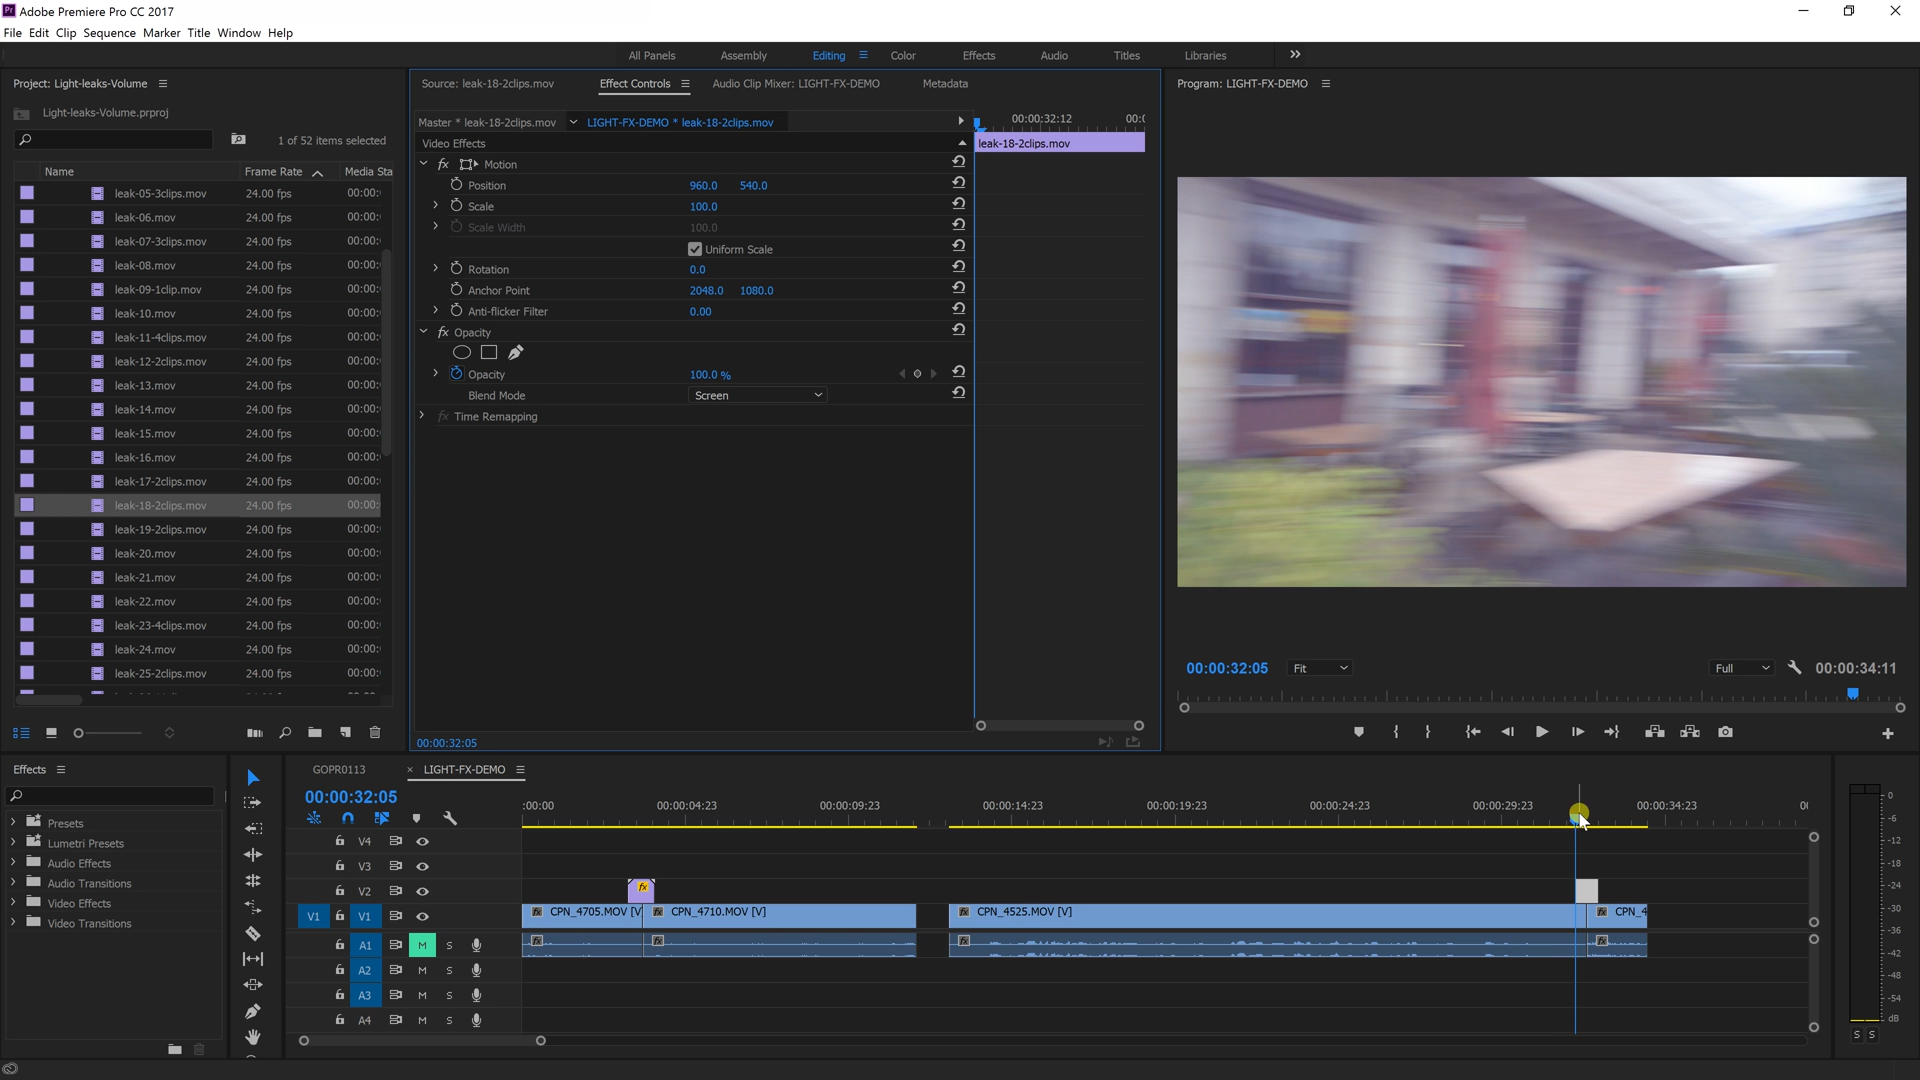 Adobe Premiere Pro CC 2017
File Edit Clip Sequence Marker Title Window Help
All Panels Assembly Editing Color Effects Audio Titles Libraries
Project: Light-leaks-Volume
Light-leaks-Volume.prproj
1 of 52 items selected
Name Frame Rate Media Sta
leak-05-3clips.mov 24.00 fps 00:00:
leak-06.mov 24.00 fps 00:00:
leak-07-3clips.mov 24.00 fps 00:00:
leak-08.mov 24.00 fps 00:00:
leak-09-1clip.mov 24.00 fps 00:00:
leak-10.mov 24.00 fps 00:00:
leak-11-4clips.mov 24.00 fps 00:00:
leak-12-2clips.mov 24.00 fps 00:00:
leak-13.mov 24.00 fps 00:00:
leak-14.mov 24.00 fps 00:00:
leak-15.mov 24.00 fps 00:00:
leak-16.mov 24.00 fps 00:00:
leak-17-2clips.mov 24.00 fps 00:00:
leak-18-2clips.mov 24.00 fps 00:00:
leak-19-2clips.mov 24.00 fps 00:00:
leak-20.mov 24.00 fps 00:00:
leak-21.mov 24.00 fps 00:00:
leak-22.mov 24.00 fps 00:00:
leak-23-4clips.mov 24.00 fps 00:00:
leak-24.mov 24.00 fps 00:00:
leak-25-2clips.mov 24.00 fps 00:00:
Source: leak-18-2clips.mov Effect Controls Audio Clip Mixer: LIGHT-FX-DEMO Metadata
Master * leak-18-2clips.mov LIGHT-FX-DEMO * leak-18-2clips.mov 00:00:32:12 00:(
Video Effects leak-18-2clips.mov
fx Motion
Position 960.0 540.0
Scale 100.0
Scale Width 100.0
Uniform Scale
Rotation 0.0
Anchor Point 2048.0 1080.0
Anti-flicker Filter 0.00
fx Opacity
Opacity 100.0 %
Blend Mode Screen
fx Time Remapping
00:00:32:05
Program: LIGHT-FX-DEMO
00:00:32:05 Fit Full 00:00:34:11
Effects
Presets
Lumetri Presets
Audio Effects
Audio Transitions
Video Effects
Video Transitions
GOPR0113 × LIGHT-FX-DEMO
00:00:32:05
:00:00 00:00:04:23 00:00:09:23 00:00:14:23 00:00:19:23 00:00:24:23 00:00:29:23 00:00:34:23
V4
V3
V2 fx
V1 V1 fx CPN_4705.MOV [V fx CPN_4710.MOV [V] fx CPN_4525.MOV [V] fx CPN_4
A1 M S fx fx fx fx
A2 M S
A3 M S
A4 M S
0
-6
-12
-18
-24
-30
-36
-42
-48
-54
dB
S S